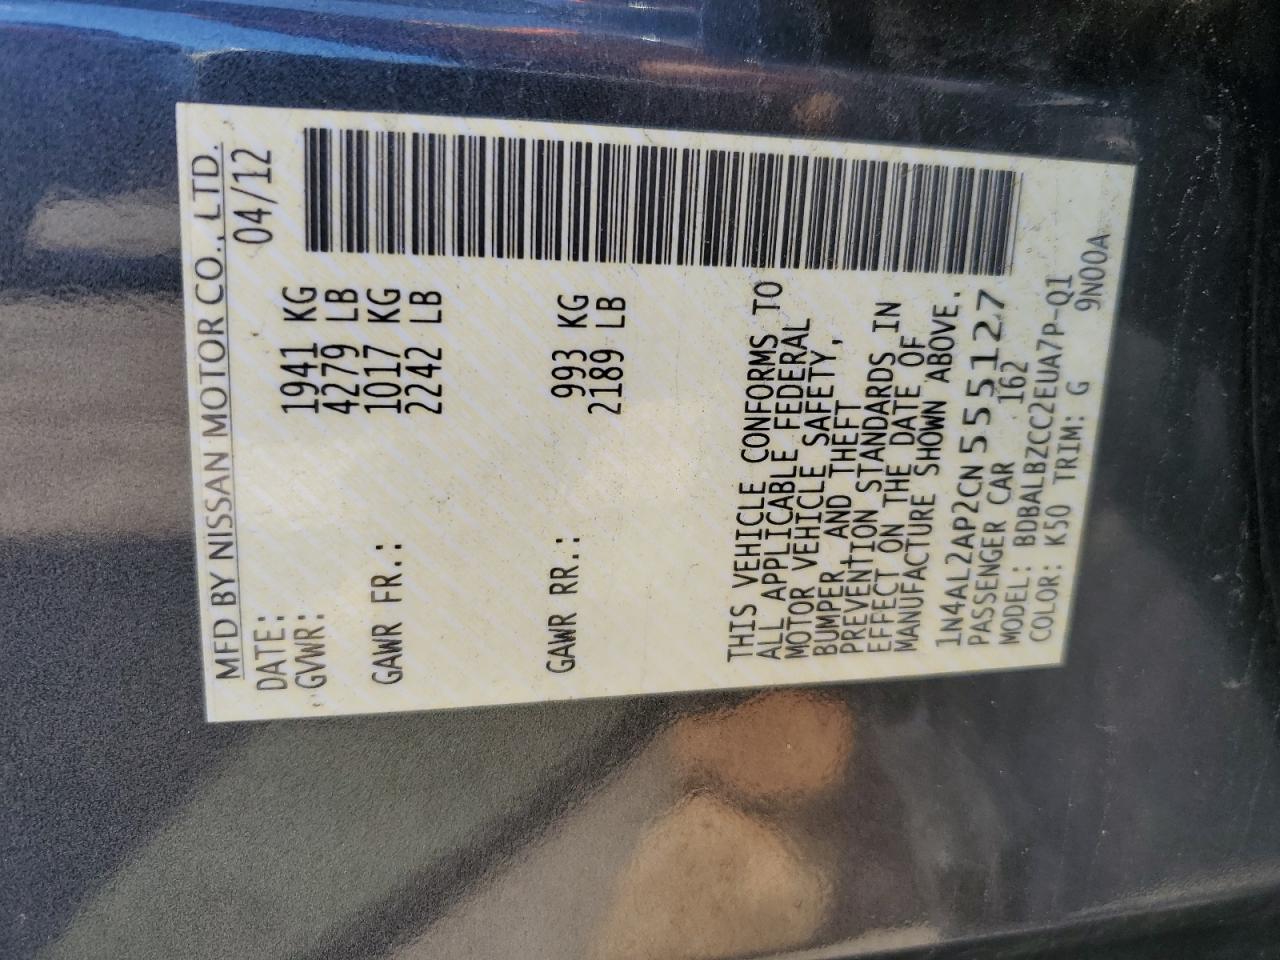 MFD BY NISSAN MOTOR CO., LTD.
DATE: 04/12
GVWR: 1941 KG
4279 LB
GAWR FR.: 1017 KG
2242 LB
GAWR RR.: 993 KG
2189 LB
THIS VEHICLE CONFORMS TO
ALL APPLICABLE FEDERAL
MOTOR VEHICLE SAFETY,
BUMPER, AND THEFT
PREVENTION STANDARDS IN
EFFECT ON THE DATE OF
MANUFACTURE SHOWN ABOVE.
1N4AL2AP2CN555127
PASSENGER CAR 162
MODEL: BDBALBZCC2EUA7P-Q1
COLOR: K50 TRIM: G 9N00A